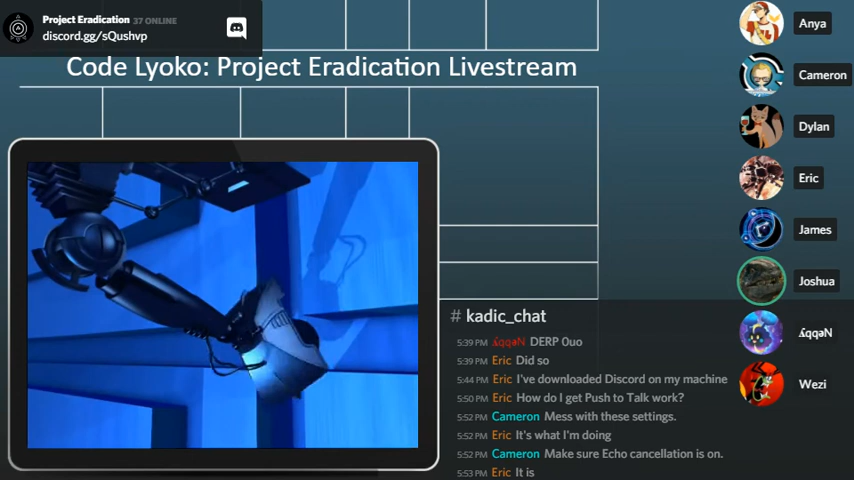 Project Eradication 37 ONLINE
discord.gg/sQushvp
Code Lyoko: Project Eradication Livestream
Anya
Cameron
Dylan
Eric
James
Joshua
ʎqqǝN
Wezi
# kadic_chat
5:39 PM ʎqqǝN DERP 0uo
5:39 PM Eric Did so
5:44 PM Eric I've downloaded Discord on my machine
5:50 PM Eric How do I get Push to Talk work?
5:52 PM Cameron Mess with these settings.
5:52 PM Eric It's what I'm doing
5:52 PM Cameron Make sure Echo cancellation is on.
5:53 PM Eric It is